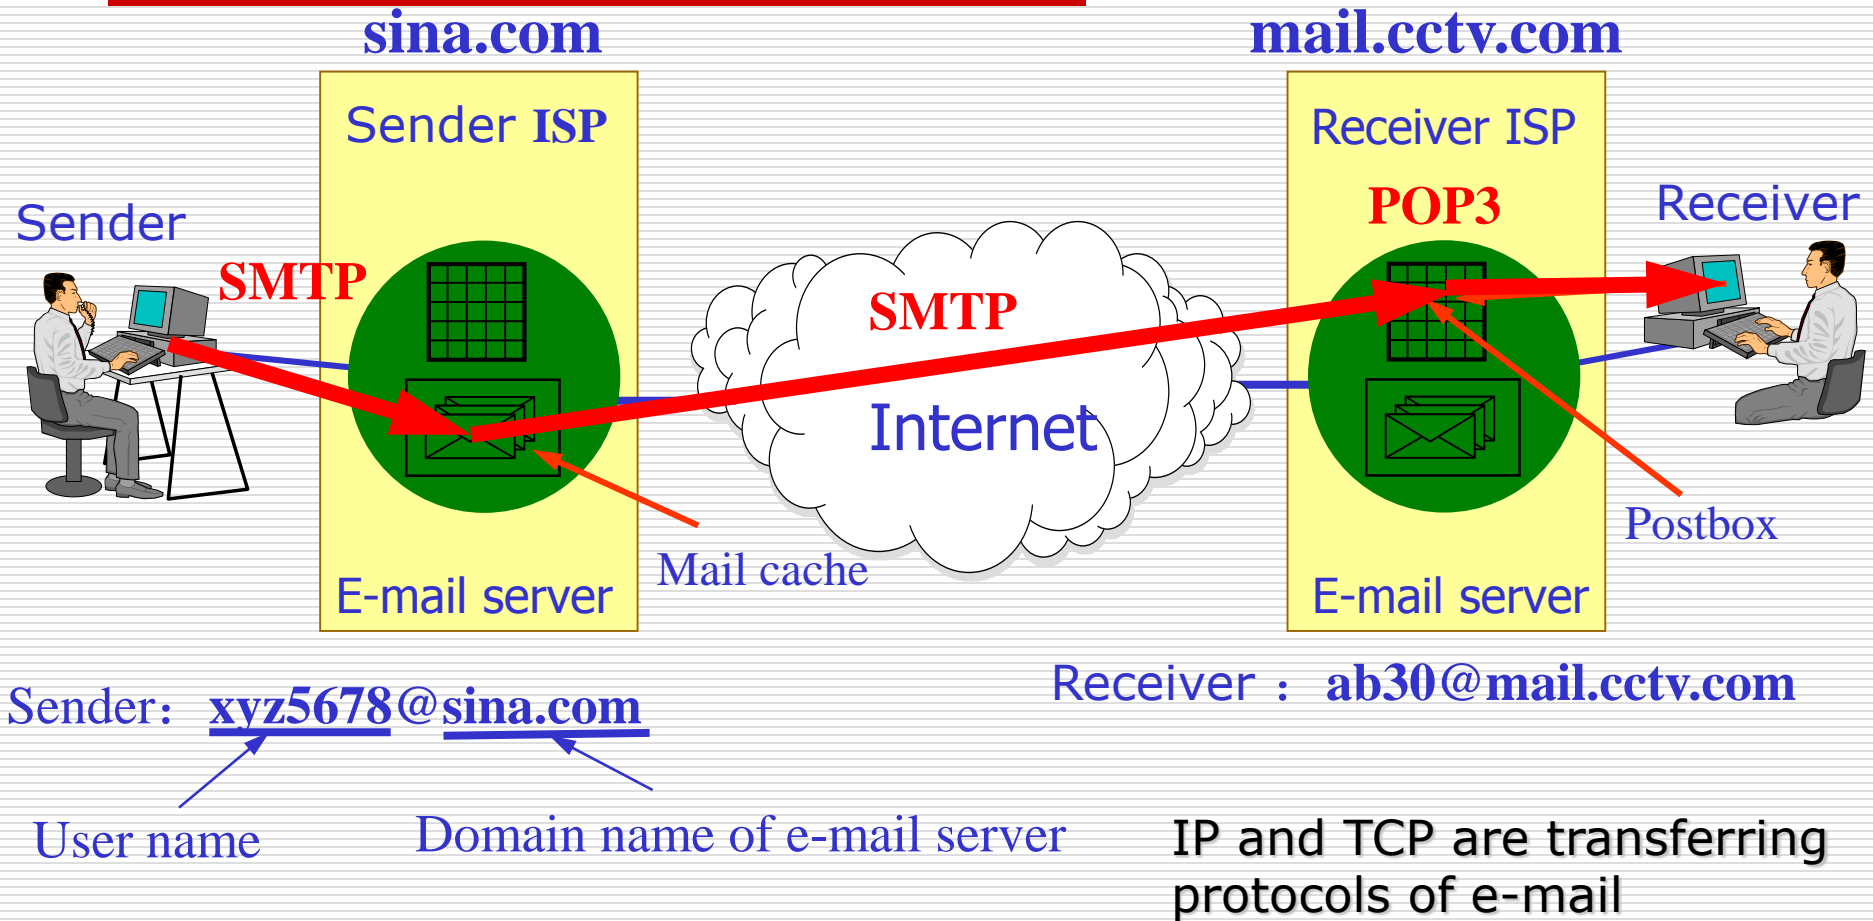 sina.com
mail.cctv.com
Sender ISP
Receiver ISP
POP3
Receiver
Sender
SMTP
SMTP
Internet
Postbox
Mail cache
E-mail server
E-mail server
Receiver ：ab30@mail.cctv.com
Sender：xyz5678@sina.com
User name
Domain name of e-mail server
IP and TCP are transferring
protocols of e-mail